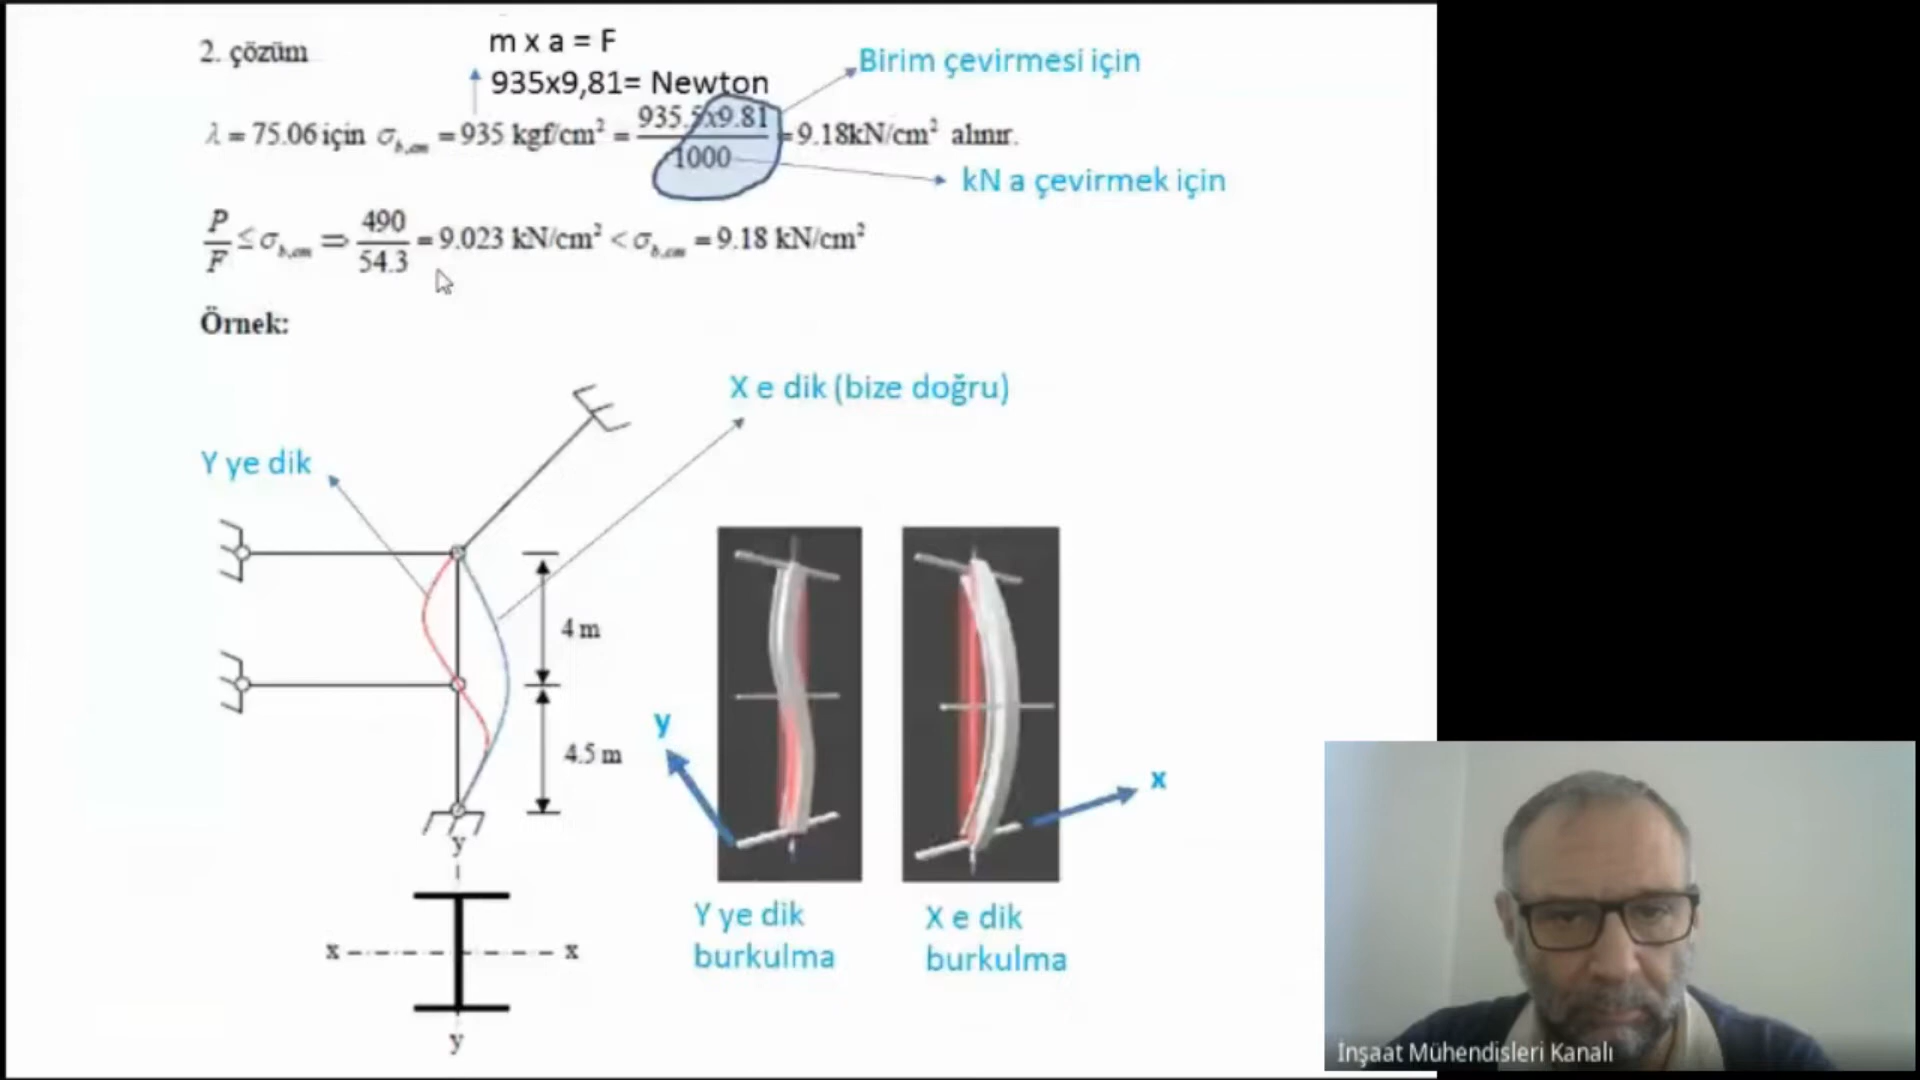 2. çözüm
m x a = F
935x9,81= Newton
Birim çevirmesi için
λ = 75.06 için σb,em = 935 kgf/cm² = 935.5x9.81 / 1000 = 9.18kN/cm² alınır.
kN a çevirmek için
P/F ≤ σb,em ⇒ 490/54.3 = 9.023 kN/cm² < σb,em = 9.18 kN/cm²
Örnek:
X e dik (bize doğru)
Y ye dik
4 m
4.5 m
y
x
y
x
x
y
Y ye dik
burkulma
X e dik
burkulma
İnşaat Mühendisleri Kanalı